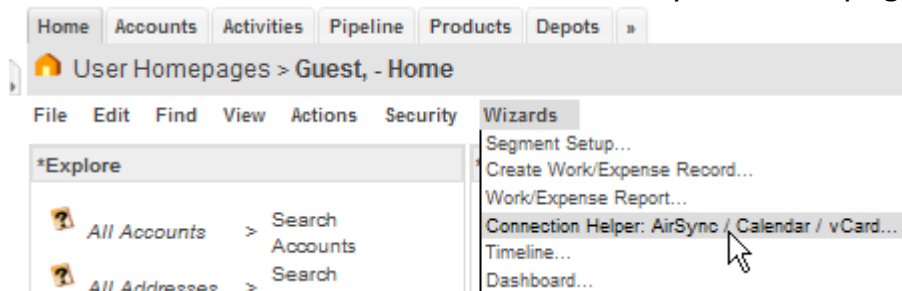 Home Accounts Activities Pipeline Products Depots »
User Homepages > Guest, - Home
File Edit Find View Actions Security Wizards
*Explore
Segment Setup...
Create Work/Expense Record...
Work/Expense Report...
Connection Helper: AirSync / Calendar / vCard...
Timeline...
Dashboard...
All Accounts > Search
Accounts
All Addresses > Search